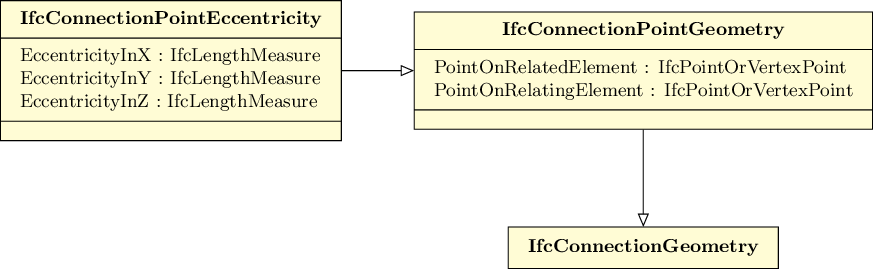 IfcConnectionPointEccentricity
EccentricityInX : IfcLengthMeasure
EccentricityInY : IfcLengthMeasure
EccentricityInZ : IfcLengthMeasure
IfcConnectionPointGeometry
PointOnRelatedElement : IfcPointOrVertexPoint
PointOnRelatingElement : IfcPointOrVertexPoint
IfcConnectionGeometry